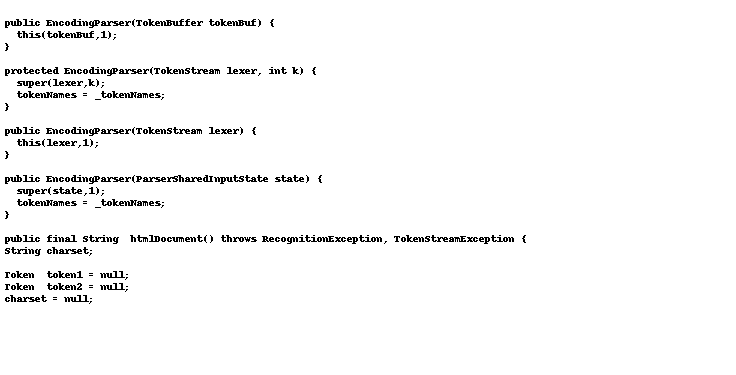 public EncodingParser(TokenBuffer tokenBuf) {
  this(tokenBuf,1);
}

protected EncodingParser(TokenStream lexer, int k) {
  super(lexer,k);
  tokenNames = _tokenNames;
}

public EncodingParser(TokenStream lexer) {
  this(lexer,1);
}

public EncodingParser(ParserSharedInputState state) {
  super(state,1);
  tokenNames = _tokenNames;
}

public final String  htmlDocument() throws RecognitionException, TokenStreamException {
String charset;

Token  token1 = null;
Token  token2 = null;
charset = null;